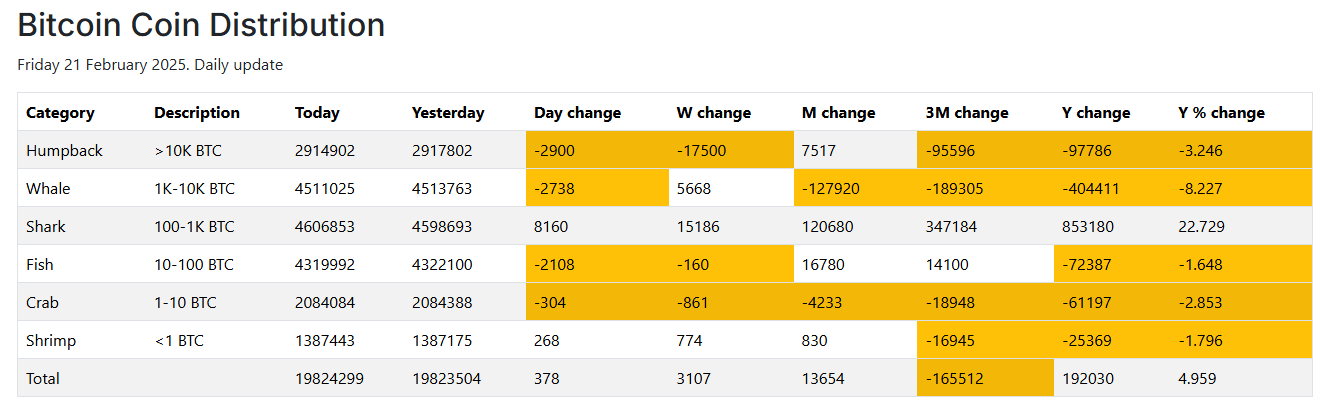 Bitcoin Coin Distribution
Friday 21 February 2025. Daily update
Category Description Today Yesterday Day change W change M change 3M change Y change Y % change
Humpback >10K BTC 2914902 2917802 -2900 -17500 7517 -95596 -97786 -3.246
Whale 1K-10K BTC 4511025 4513763 -2738 5668 -127920 -189305 -404411 -8.227
Shark 100-1K BTC 4606853 4598693 8160 15186 120680 347184 853180 22.729
Fish 10-100 BTC 4319992 4322100 -2108 -160 16780 14100 -72387 -1.648
Crab 1-10 BTC 2084084 2084388 -304 -861 -4233 -18948 -61197 -2.853
Shrimp <1 BTC 1387443 1387175 268 774 830 -16945 -25369 -1.796
Total 19824299 19823504 378 3107 13654 -165512 192030 4.959